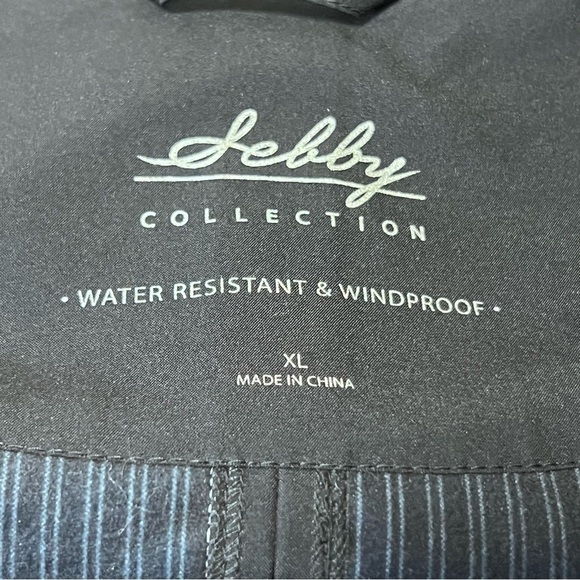 Sebby
COLLECTION
• WATER RESISTANT & WINDPROOF •
XL
MADE IN CHINA